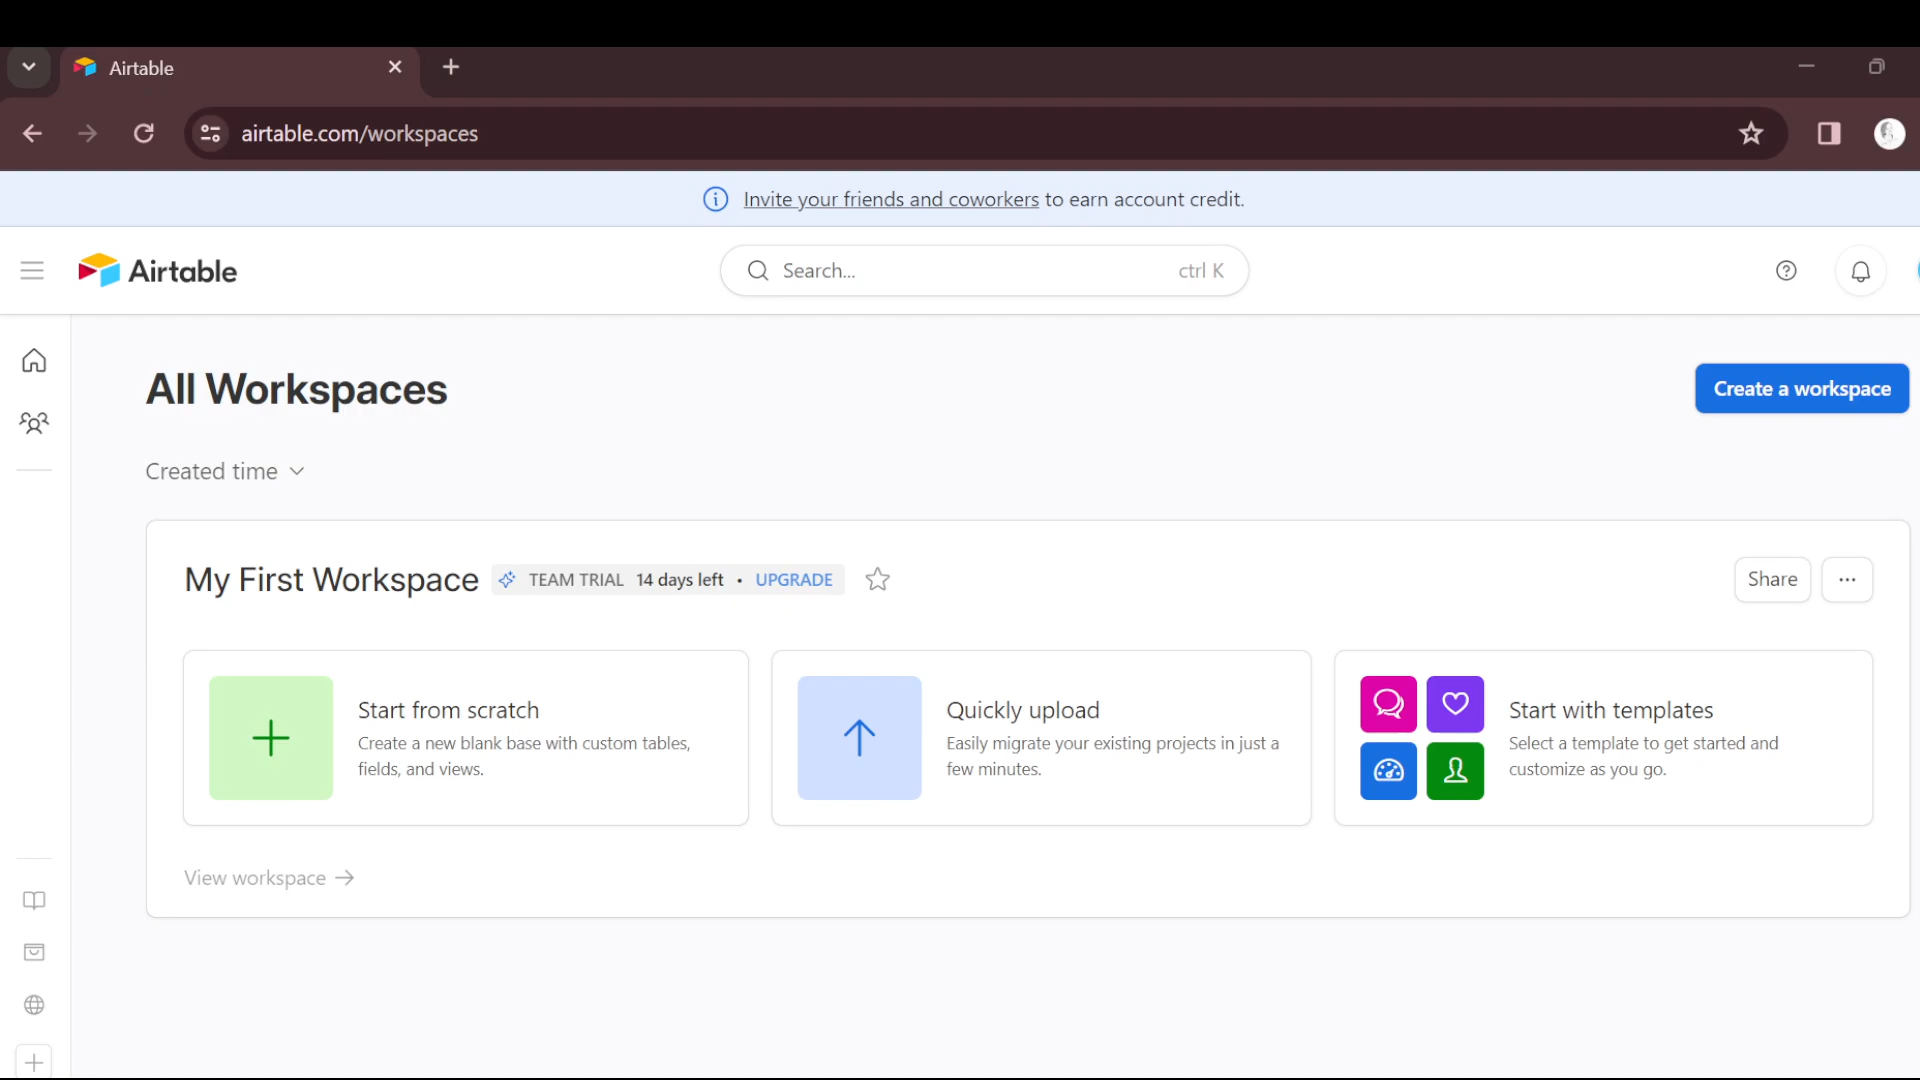 Airtable
airtable.com/workspaces
Invite your friends and coworkers to earn account credit.
Airtable
Search...
ctrl K
All Workspaces
Create a workspace
Created time
My First Workspace
TEAM TRIAL 14 days left • UPGRADE
Share
Start from scratch
Create a new blank base with custom tables,
fields, and views.
Quickly upload
Easily migrate your existing projects in just a
few minutes.
Start with templates
Select a template to get started and
customize as you go.
View workspace